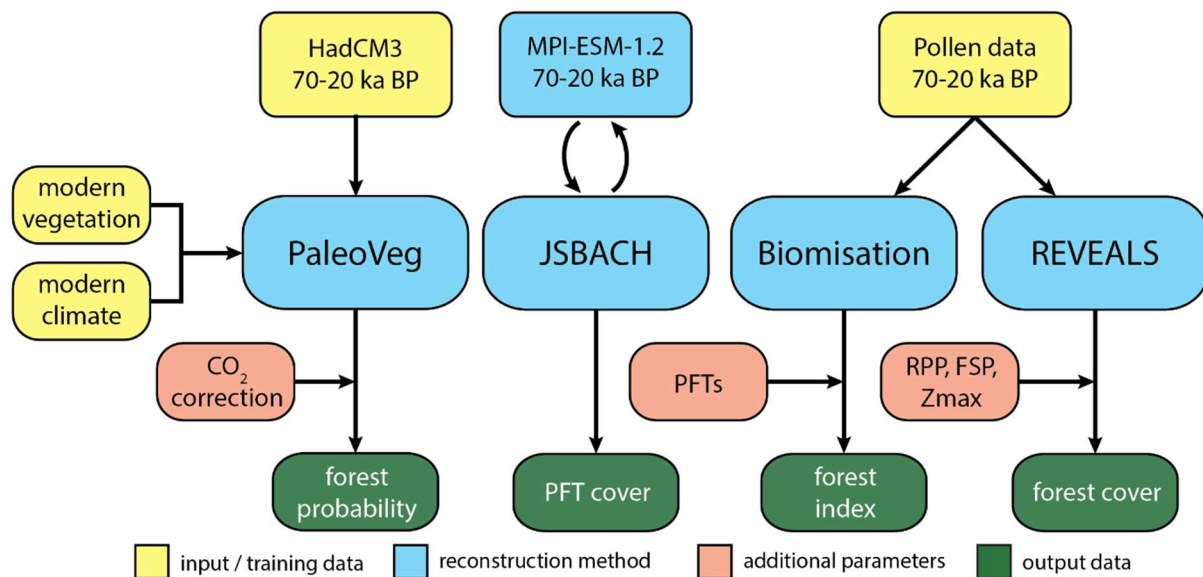 HadCM3
70-20 ka BP
MPI-ESM-1.2
70-20 ka BP
Pollen data
70-20 ka BP
modern
vegetation
modern
climate
PaleoVeg
JSBACH
Biomisation
REVEALS
CO₂
correction
PFTs
RPP, FSP,
Zmax
forest
probability
PFT cover
forest
index
forest cover
input / training data
reconstruction method
additional parameters
output data